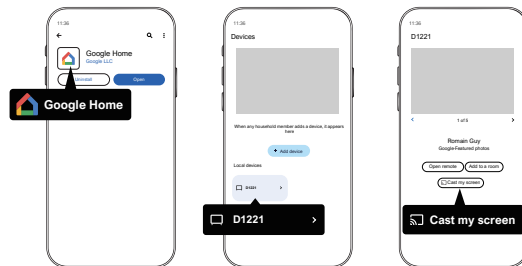 11:36
Google Home
Google LLC
Uninstall
Open
Google Home
11:36
Devices
When any household member adds a device, it appears
here
+ Add device
Local devices
D1221
D1221
11:36
D1221
1 of 5
Romain Guy
Google Featured photos
Open remote
Add to a room
Cast my screen
Cast my screen